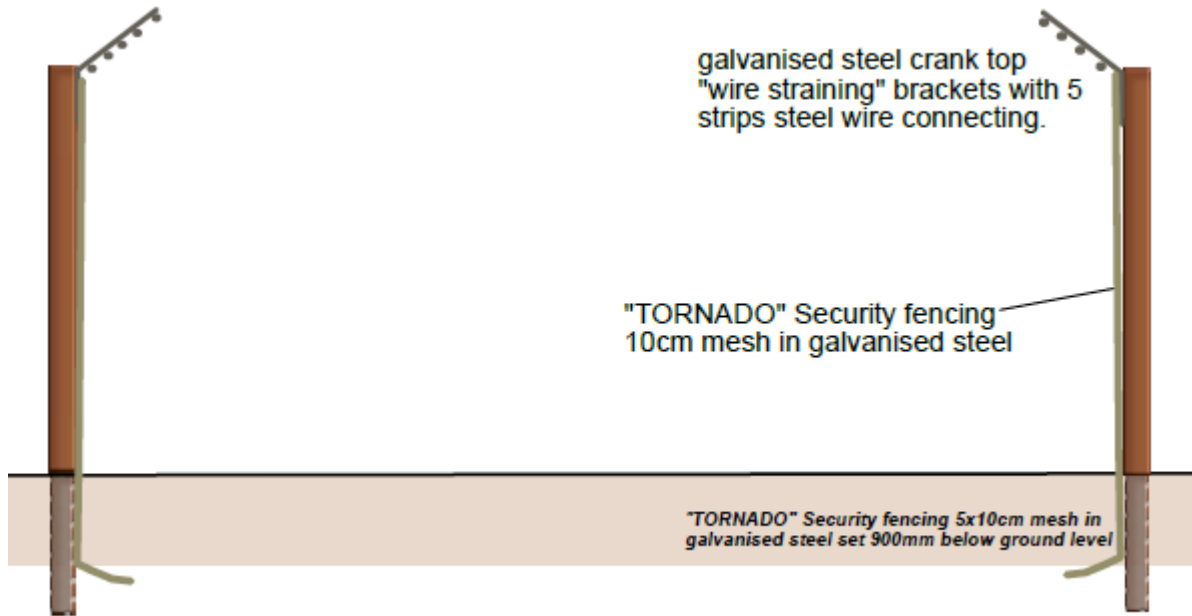 galvanised steel crank top
"wire straining" brackets with 5
strips steel wire connecting.
"TORNADO" Security fencing
10cm mesh in galvanised steel
"TORNADO" Security fencing 5x10cm mesh in
galvanised steel set 900mm below ground level